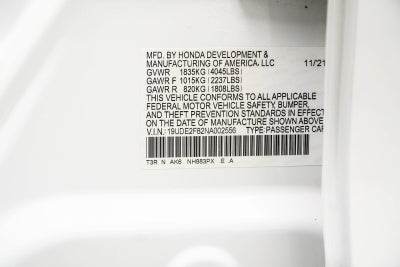 MFD. BY HONDA DEVELOPMENT &
MANUFACTURING OF AMERICA, LLC 11/21
GVWR 1835KG (4045LBS)
GAWR F 1015KG (2237LBS)
GAWR R 820KG (1808LBS)
THIS VEHICLE CONFORMS TO ALL APPLICABLE
FEDERAL MOTOR VEHICLE SAFETY, BUMPER,
AND THEFT PREVENTION STANDARDS IN EFFECT
ON THE DATE OF MANUFACTURE SHOWN ABOVE.
V.I.N. 19UDE2F82NA002556 TYPE:PASSENGER CAR
T3R N AK6 NH883PX E .A